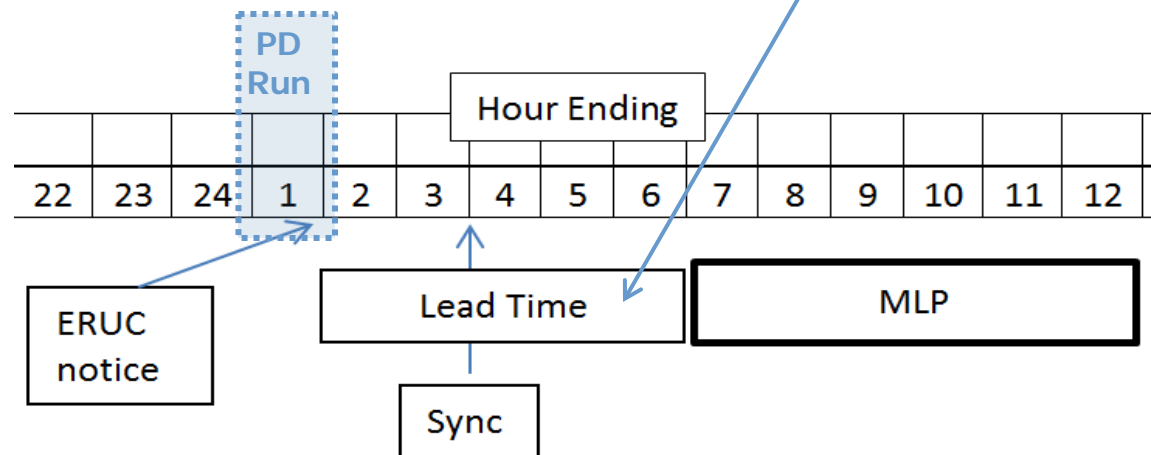 PD
Run
Hour Ending
22 23 24 1 2 3 4 5 6 7 8 9 10 11 12
ERUC
notice
Lead Time
MLP
Sync